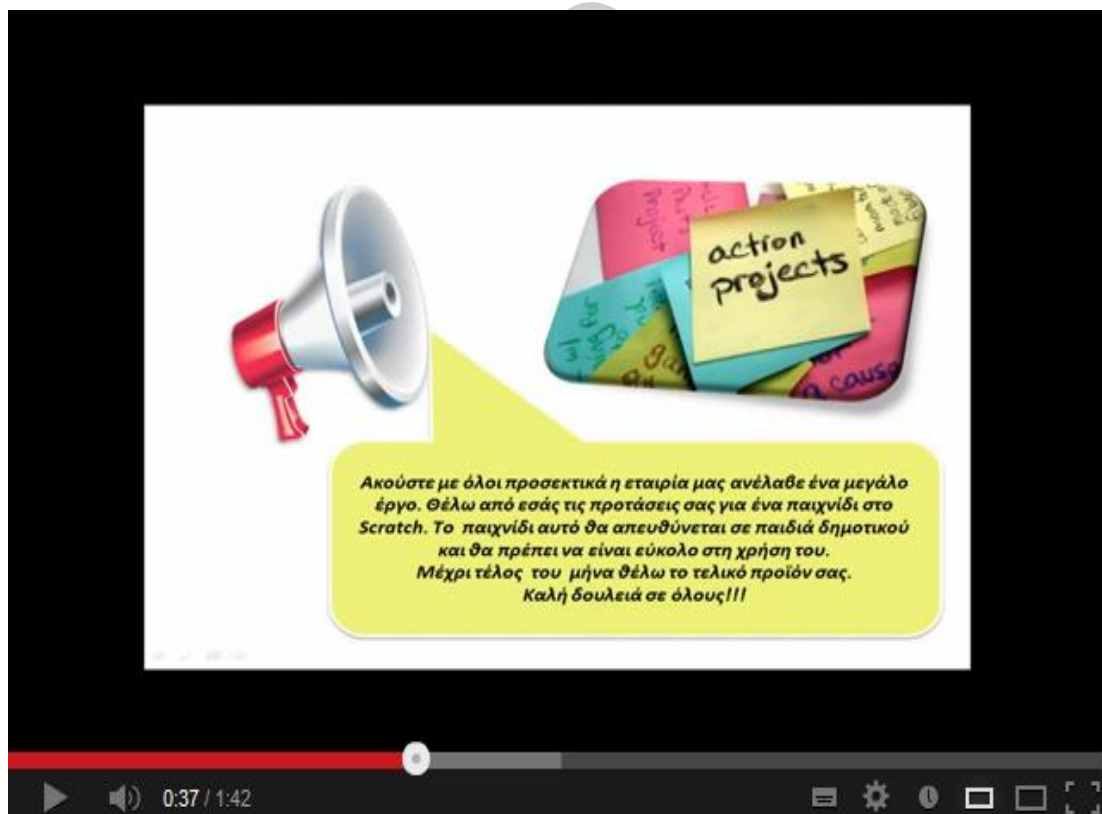 action
projects
project
a cause
Ακούστε με όλοι προσεκτικά η εταιρία μας ανέλαβε ένα μεγάλο
έργο. Θέλω από εσάς τις προτάσεις σας για ένα παιχνίδι στο
Scratch. Το παιχνίδι αυτό θα απευθύνεται σε παιδιά δημοτικού
και θα πρέπει να είναι εύκολο στη χρήση του.
Μέχρι τέλος του μήνα θέλω το τελικό προϊόν σας.
Καλή δουλειά σε όλους!!!
0:37 / 1:42